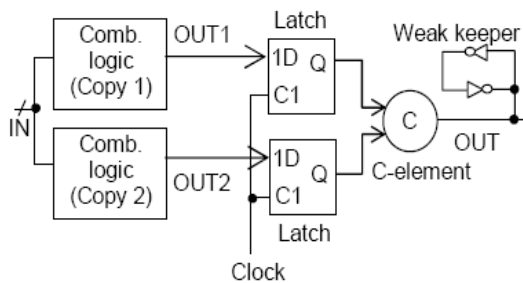 Comb.
logic
(Copy 1)
OUT1
Latch
1D
Q
C1
Weak keeper
IN
C
OUT
C-element
Comb.
logic
(Copy 2)
OUT2
1D
Q
C1
Latch
Clock